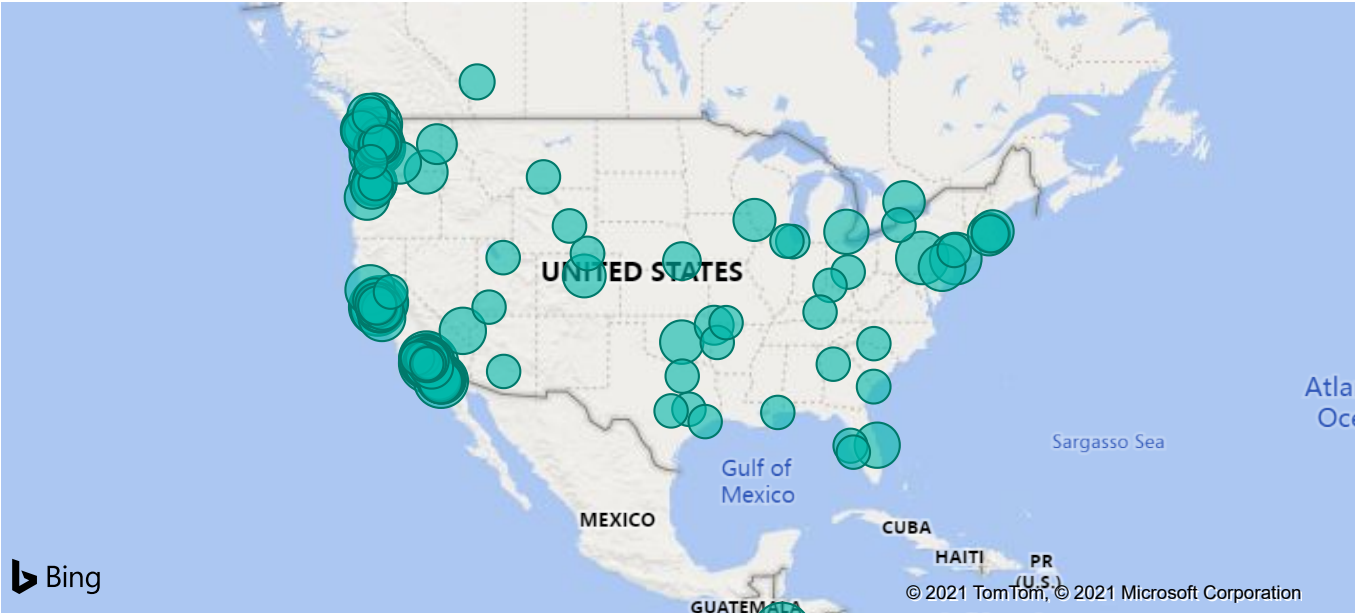 UNITED STATES
Atla
Oce
Sargasso Sea
Gulf of
Mexico
MEXICO
CUBA
HAITI
PR
(U.S.)
Bing
© 2021 TomTom, © 2021 Microsoft Corporation
GUATEMALA